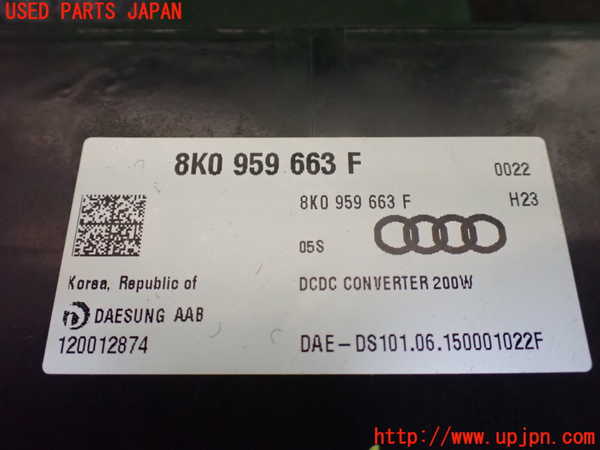 USED PARTS JAPAN
8K0 959 663 F
0022
8K0 959 663 F
H23
05S
Korea, Republic of
DCDC CONVERTER 200W
DAESUNG AAB
120012874
DAE-DS101.06.150001022F
http://www.upjpn.com/